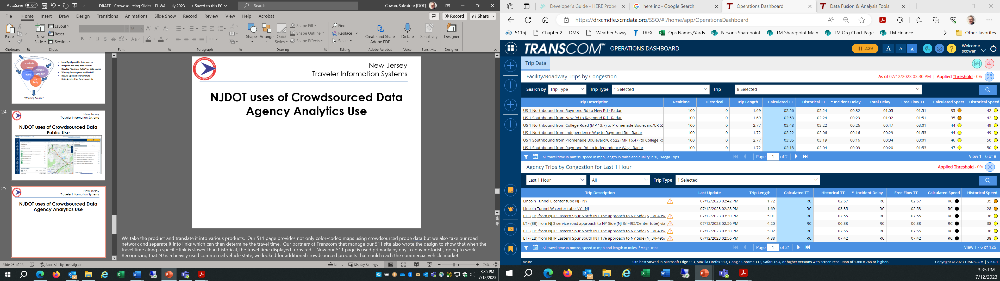 AutoSave Off
DRAFT - Crowdsourcing Slides - FHWA - July 2023.... • Saved to this PC
Search
Cowan, Salvatore [DOT]
File Home Insert Draw Design Transitions Animations Slide Show Record Review View Help Acrobat
Record Share
Paste
New Slide
Layout
Reset
Section
36
B I U S ab AV Aa A
Shapes Arrange Quick Styles
Shape Fill
Shape Outline
Shape Effects
Find
Replace
Select
Create and Share Adobe PDF
Dictate
Sensitivity
Designer
Clipboard Slides Font Paragraph Drawing Editing Adobe Acrobat Voice Sensitivity Designer
Roadside Device
Vehicle Detector
Probe
3rd Party
"Winning Source"
• Identify all possible data sources
• Integrate and map data sources
• Develop "Business Rules" for data source
• Winning Source generated by DFE
• Results updated every minute
• Data Archived for future analysis
24
New Jersey
Traveler Information Systems
NJDOT uses of Crowdsourced Data
Public Use
25
New Jersey
Traveler Information Systems
NJDOT uses of Crowdsourced Data
Agency Analytics Use
New Jersey
Traveler Information Systems
NJDOT uses of Crowdsourced Data
Agency Analytics Use
We take the product and translate it into various products. Our 511 page provides not only color-coded maps using crowdsourced probe data but we also take our road
network and separate it into links which can then determine the travel time. Our partners at Transcom that manage our 511 site also wrote the design to show that when the
travel time along a specific link is slower than historical, the travel time displayed turns red. Now our 511 page is used primarily by day-to-day motorists, going to work.
Recognizing that NJ is a heavily used commercial vehicle state, we looked for additional crowdsourced products that could reach the commercial vehicle market
Slide 25 of 28 Accessibility: Investigate Notes Display Settings 74%
3:35 PM
7/12/2023
Developer's Guide - HERE Probe
here inc - Google Search
Operations Dashboard
Data Fusion & Analysis Tools
https://drxcmdfe.xcmdata.org/SSO/#!/home/app/OperationsDashboard
511nj Chapter 2L - DMS Weather Savvy TREX Ops Names/Yards Parsons Sharepoint TM Sharepoint Main TM Org Chart Page TM Finance Other favorites
TRANSCOM SM OPERATIONS DASHBOARD
2:29 A A A ?
Welcome
scowan
Trip Data
Facility/Roadway Trips by Congestion
As of 07/12/2023 03:30 PM | Applied Threshold - 0%
Search by Trip Type Trip Type 1 Selected Trip 8 Selected
Trip Description Realtime Historical Trip Length Calculated TT Historical TT Incident Delay Total Delay Free Flow TT Calculated Speed Historical Speed
US 1 Northbound from Raymond Rd to New Rd - Radar 100 0 1.69 02:56 02:24 00:32 01:05 01:51 35 42
US 1 Southbound from New Rd to Raymond Rd - Radar 100 0 1.69 02:53 02:24 00:29 01:02 01:51 35 42
US 1 Northbound from College Road (MP 13.7) to Promenade Boulevard/CR 52 100 0 2.77 03:48 03:22 00:26 00:47 03:01 44 49
US 1 Northbound from Independence Way to Raymond Rd - Radar 100 0 1.72 02:22 02:06 00:16 00:29 01:53 44 49
US 1 Southbound from Promenade Boulevard/CR 522 (MP 16.47) to College Ro 100 0 2.77 03:35 03:19 00:16 00:34 03:01 46 50
US 1 Southbound from Raymond Rd to Independence Way - Radar 100 0 1.72 02:13 02:04 00:09 00:20 01:53 47 50
All travel time in mm:ss, speed in mph, length in miles and quality in %, *Mega Trips Page 1 of 2 View 1 - 6 of 8
Agency Trips by Congestion for Last 1 Hour
Applied Threshold - 0%
Last 1 Hour All Trip Type 1 Selected
Trip Description Last Update Trip Length Calculated TT Historical TT Incident Delay Free Flow TT Calculated Speed Historical Speed
Lincoln Tunnel E center tube NJ - NY 07/12/2023 02:42 PM 1.72 RC 02:57 RC 02:57 RC 35
Lincoln Tunnel W center tube NY - NJ 07/12/2023 02:28 PM 1.69 RC 03:35 RC 02:53 RC 28
LT - (EB) from NJTP Eastern Spur North INT 16e approach to NY Side (NJ 3/I-495/ 07/12/2023 03:30 PM 5.01 RC 07:55 RC 07:55 RC 38
LT - (EB) from NJ 3 service road approach to NY Side (NJ 3/I-495/Center tube) via 07/12/2023 02:56 PM 4.20 RC 06:38 RC 06:38 RC 38
LT - (EB) from NJTP Eastern Spur North INT 16e approach to NY Side (NJ 3/I-495/ 07/12/2023 03:30 PM 5.02 RC 07:55 RC 07:55 RC 38
LT - (EB) from NJTP Eastern Spur South INT 17e approach to NY Side (NJ 3/I-495/ 07/12/2023 02:56 PM 4.88 RC 07:42 RC 07:42 RC 38
All travel time in mm:ss, speed in mph and length in miles, *Mega Trips Page 1 of 21 View 1 - 6 of 125
Azure Site best viewed in Microsoft Edge 113, Mozilla Firefox 113, Google Chrome 113, Safari 16.4, or higher versions with screen resolution of 1366 x 768 or higher. Copyright © 2023 TRANSCOM | V 5.0.1
3:35 PM
7/12/2023